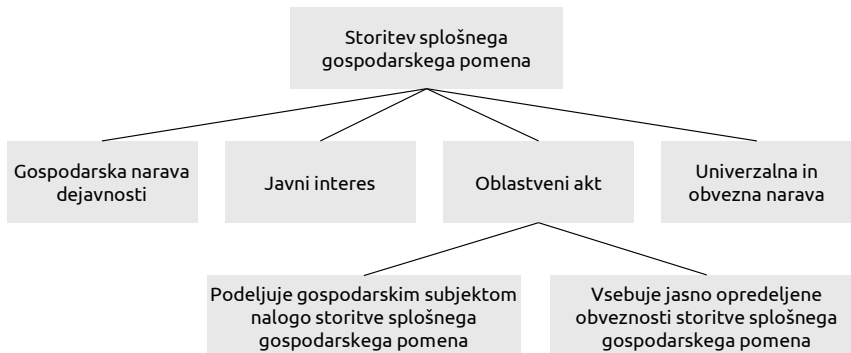 Storitev splošnega
gospodarskega pomena
Gospodarska narava
dejavnosti
Javni interes
Oblastveni akt
Univerzalna in
obvezna narava
Podeljuje gospodarskim subjektom
nalogo storitve splošnega
gospodarskega pomena
Vsebuje jasno opredeljene
obveznosti storitve splošnega
gospodarskega pomena